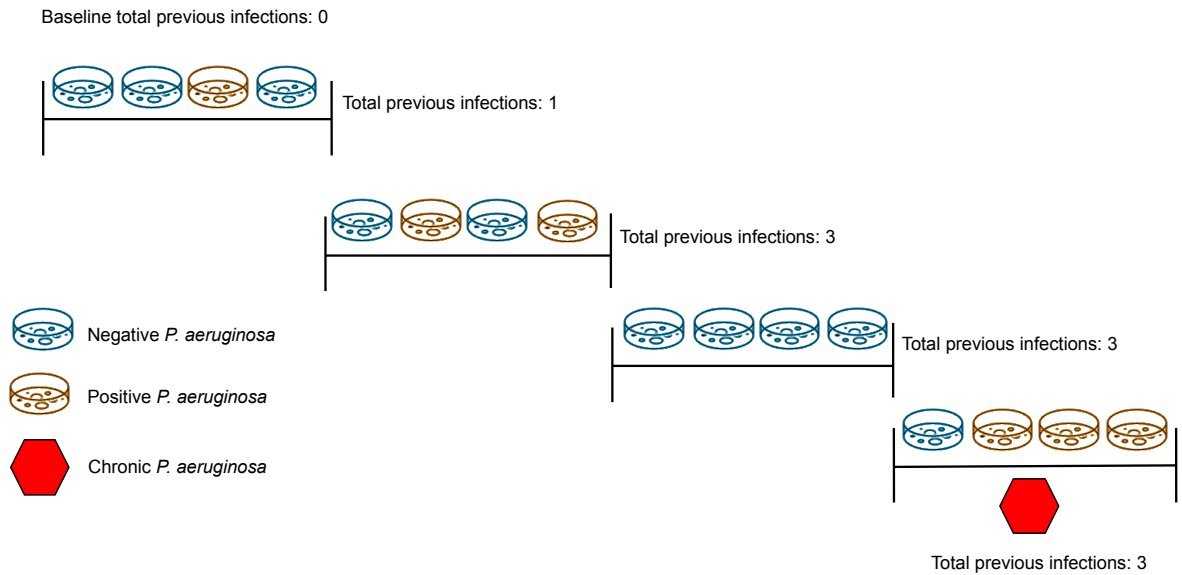 Baseline total previous infections: 0
Total previous infections: 1
Total previous infections: 3
Total previous infections: 3
Negative P. aeruginosa
Positive P. aeruginosa
Chronic P. aeruginosa
Total previous infections: 3